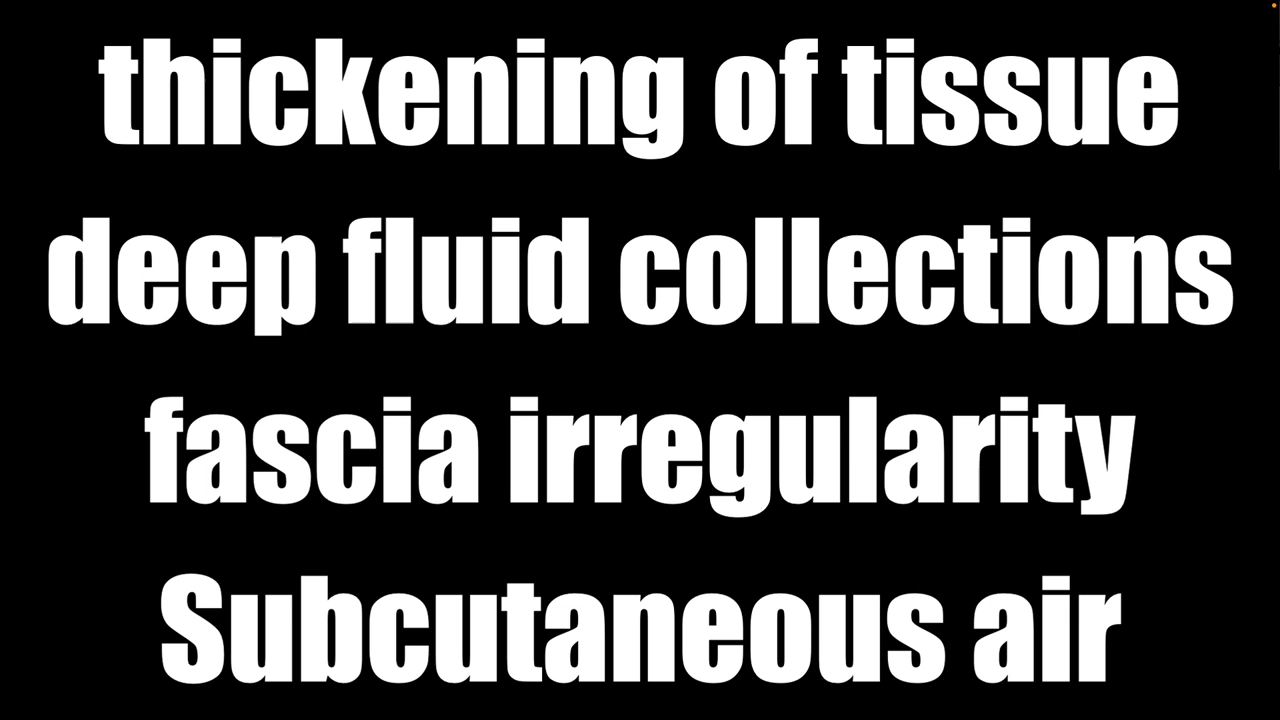 thickening of tissue
deep fluid collections
fascia irregularity
Subcutaneous air